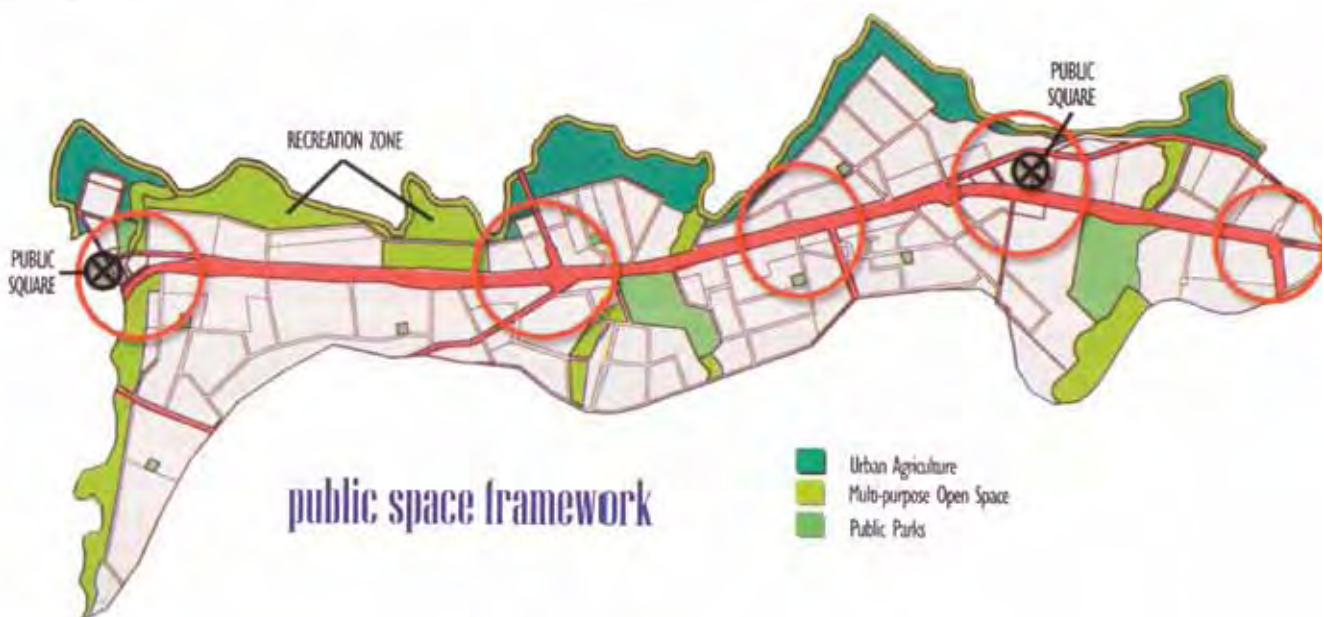 PUBLIC
SQUARE
RECREATION ZONE
PUBLIC
SQUARE
public space framework
Urban Agriculture
Multi-purpose Open Space
Public Parks